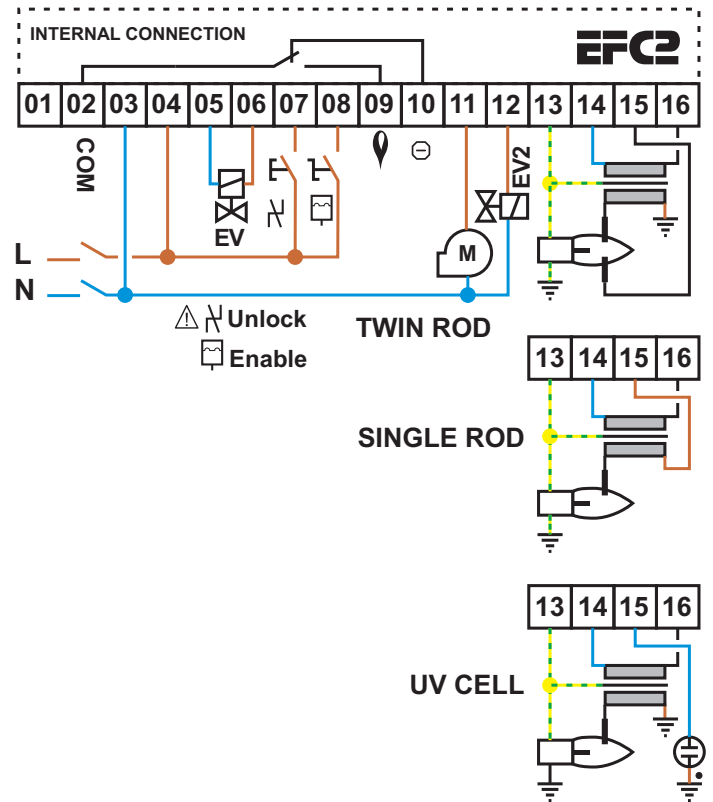 INTERNAL CONNECTION
EFC2
01 02 03 04 05 06 07 08 09 10 11 12 13 14 15 16
COM
EV2
EV
M
L
N
Unlock
TWIN ROD
Enable
13 14 15 16
SINGLE ROD
13 14 15 16
UV CELL